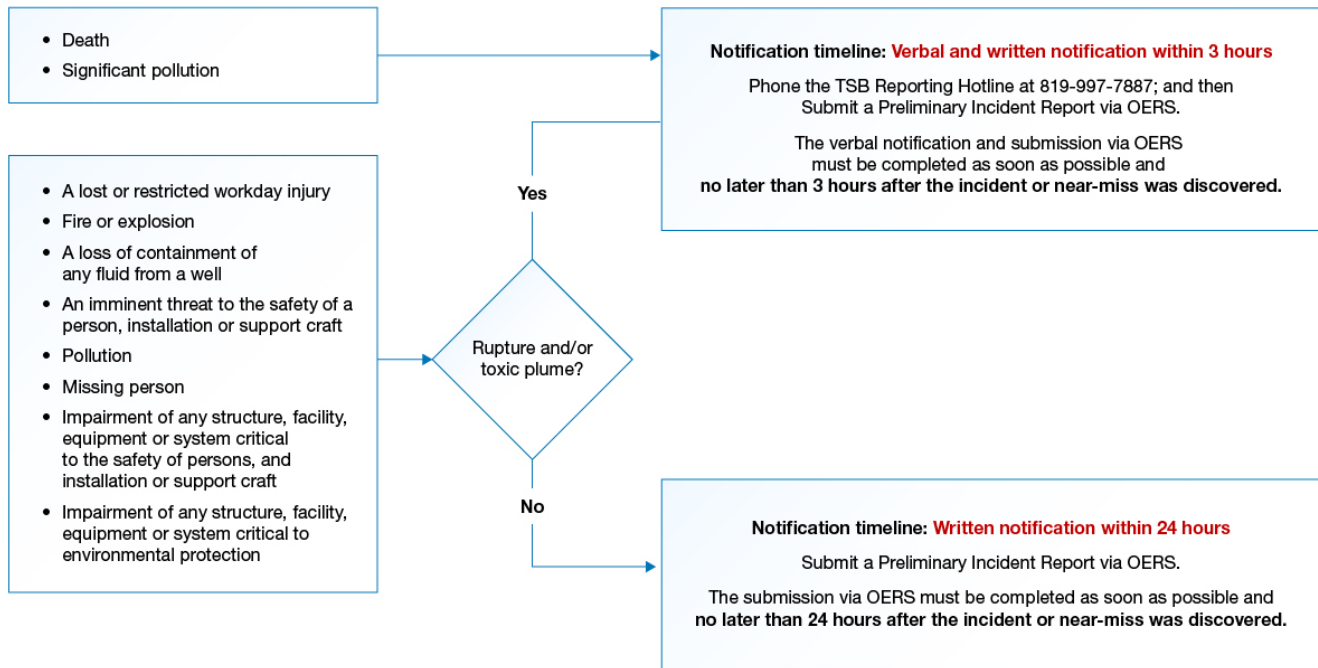 • Death
• Significant pollution
Notification timeline: Verbal and written notification within 3 hours
Phone the TSB Reporting Hotline at 819-997-7887; and then
Submit a Preliminary Incident Report via OERS.
The verbal notification and submission via OERS
must be completed as soon as possible and
no later than 3 hours after the incident or near-miss was discovered.
• A lost or restricted workday injury
• Fire or explosion
• A loss of containment of
any fluid from a well
• An imminent threat to the safety of a
person, installation or support craft
• Pollution
• Missing person
• Impairment of any structure, facility,
equipment or system critical
to the safety of persons, and
installation or support craft
• Impairment of any structure, facility,
equipment or system critical to
environmental protection
Rupture and/or
toxic plume?
Yes
No
Notification timeline: Written notification within 24 hours
Submit a Preliminary Incident Report via OERS.
The submission via OERS must be completed as soon as possible and
no later than 24 hours after the incident or near-miss was discovered.